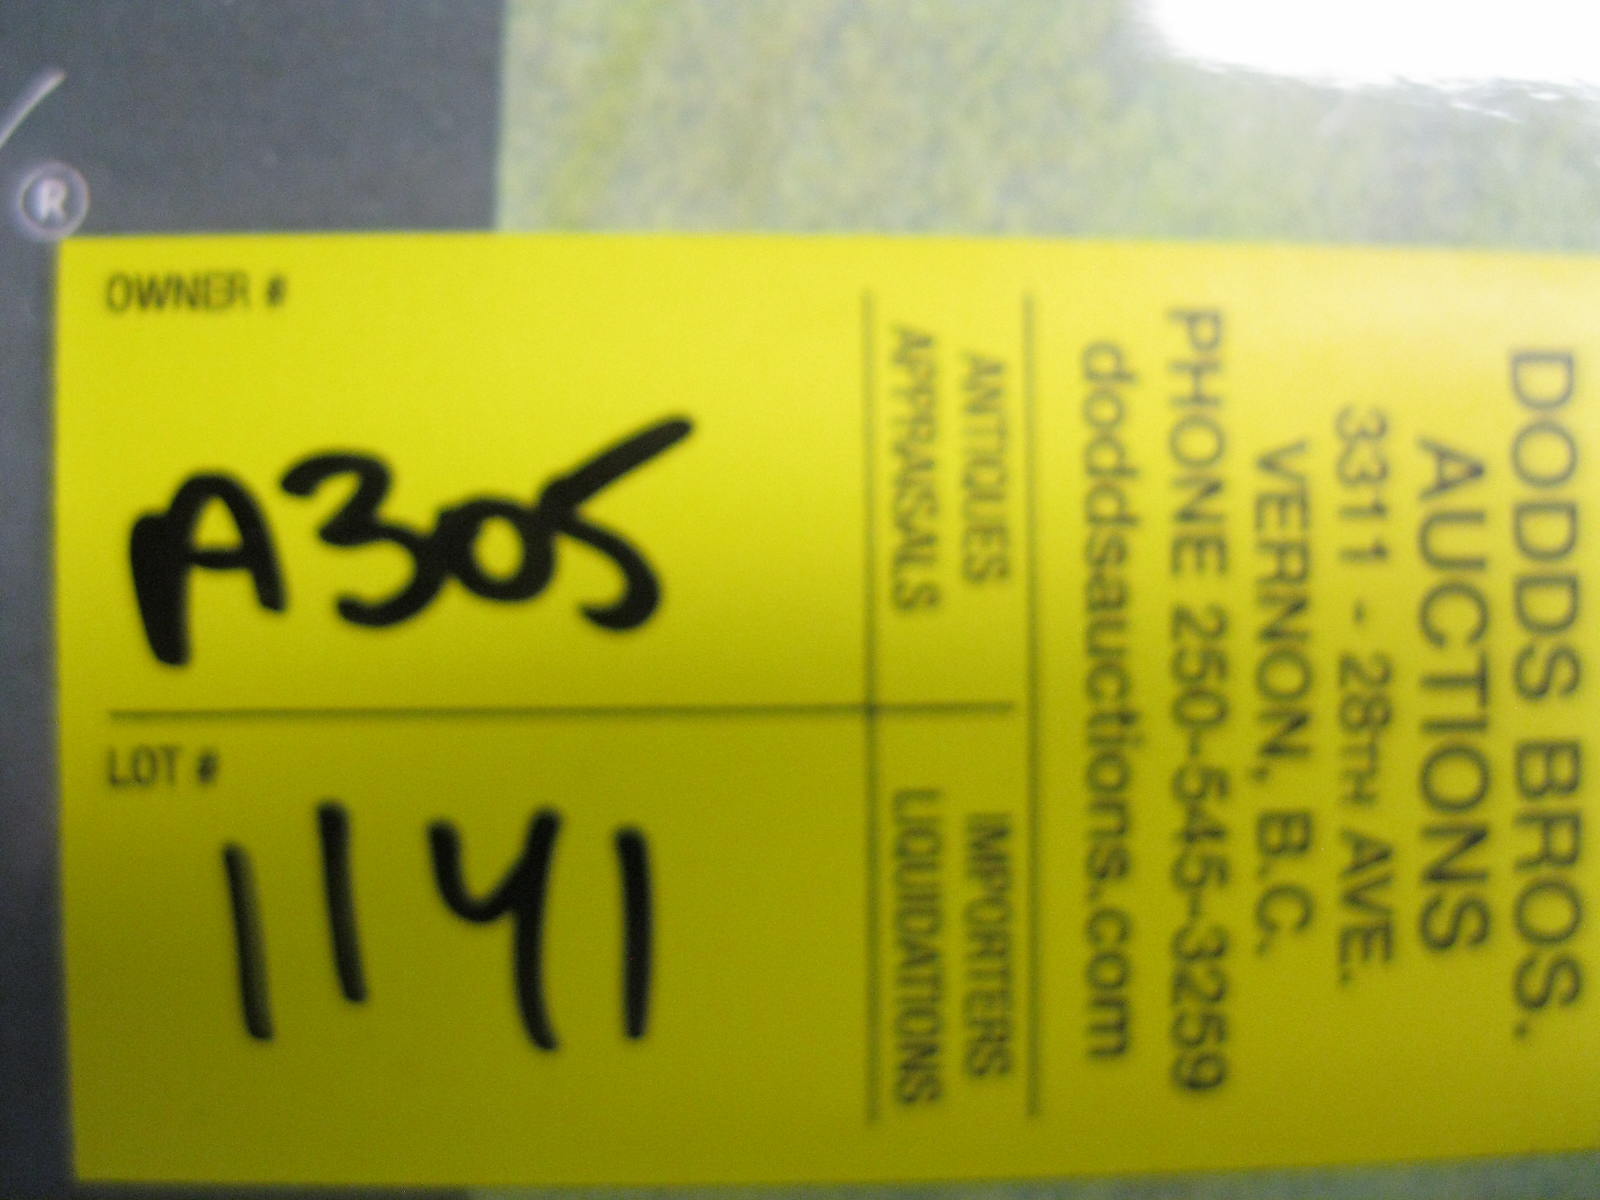 ®
OWNER #
A305
LOT #
1141
DODDS BROS.
AUCTIONS
3311 - 28TH AVE.
VERNON, B.C.
PHONE 250-545-3259
doddsauctions.com
ANTIQUES IMPORTERS
APPRAISALS LIQUIDATIONS